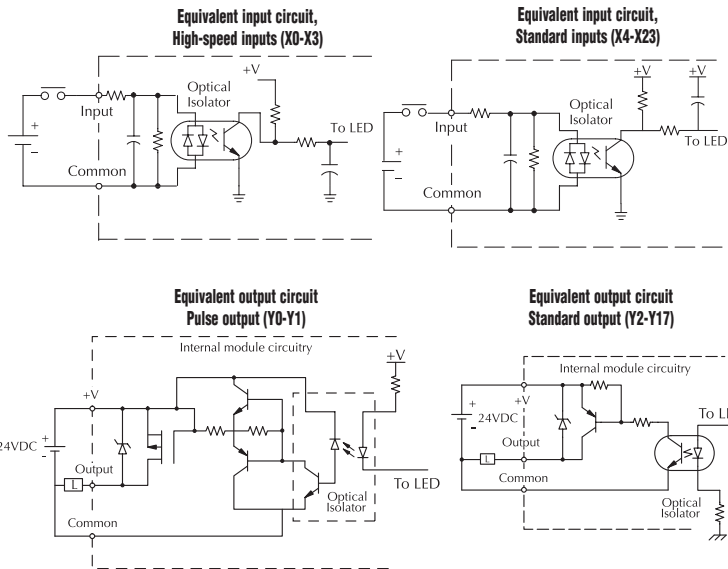 Equivalent input circuit,
High-speed inputs (X0-X3)
+V
Optical
Isolator
Input
To LED
+
–
Common
Equivalent input circuit,
Standard inputs (X4-X23)
+V
+V
Optical
Isolator
Input
To LED
+
–
Common
Equivalent output circuit
Pulse output (Y0-Y1)
Internal module circuitry
+V
+V
+
24VDC
-
Output
L
Common
Optical
Isolator
To LED
Equivalent output circuit
Standard output (Y2-Y17)
Internal module circuitry
+V
+
24VDC
-
Output
L
Common
To LE
Optical
Isolator